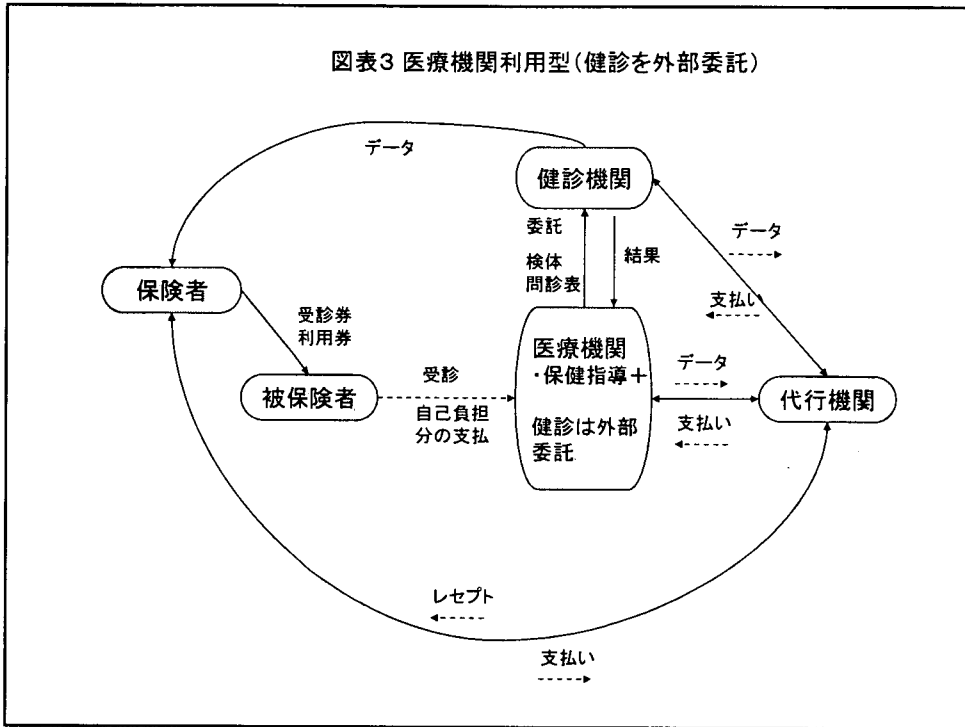 図表3 医療機関利用型(健診を外部委託)
データ
健診機関
委託
検体
問診表
結果
データ
支払い
保険者
受診券
利用券
被保険者
受診
自己負担
分の支払
医療機関
・保健指導＋
健診は外部
委託
データ
支払い
代行機関
レセプト
支払い